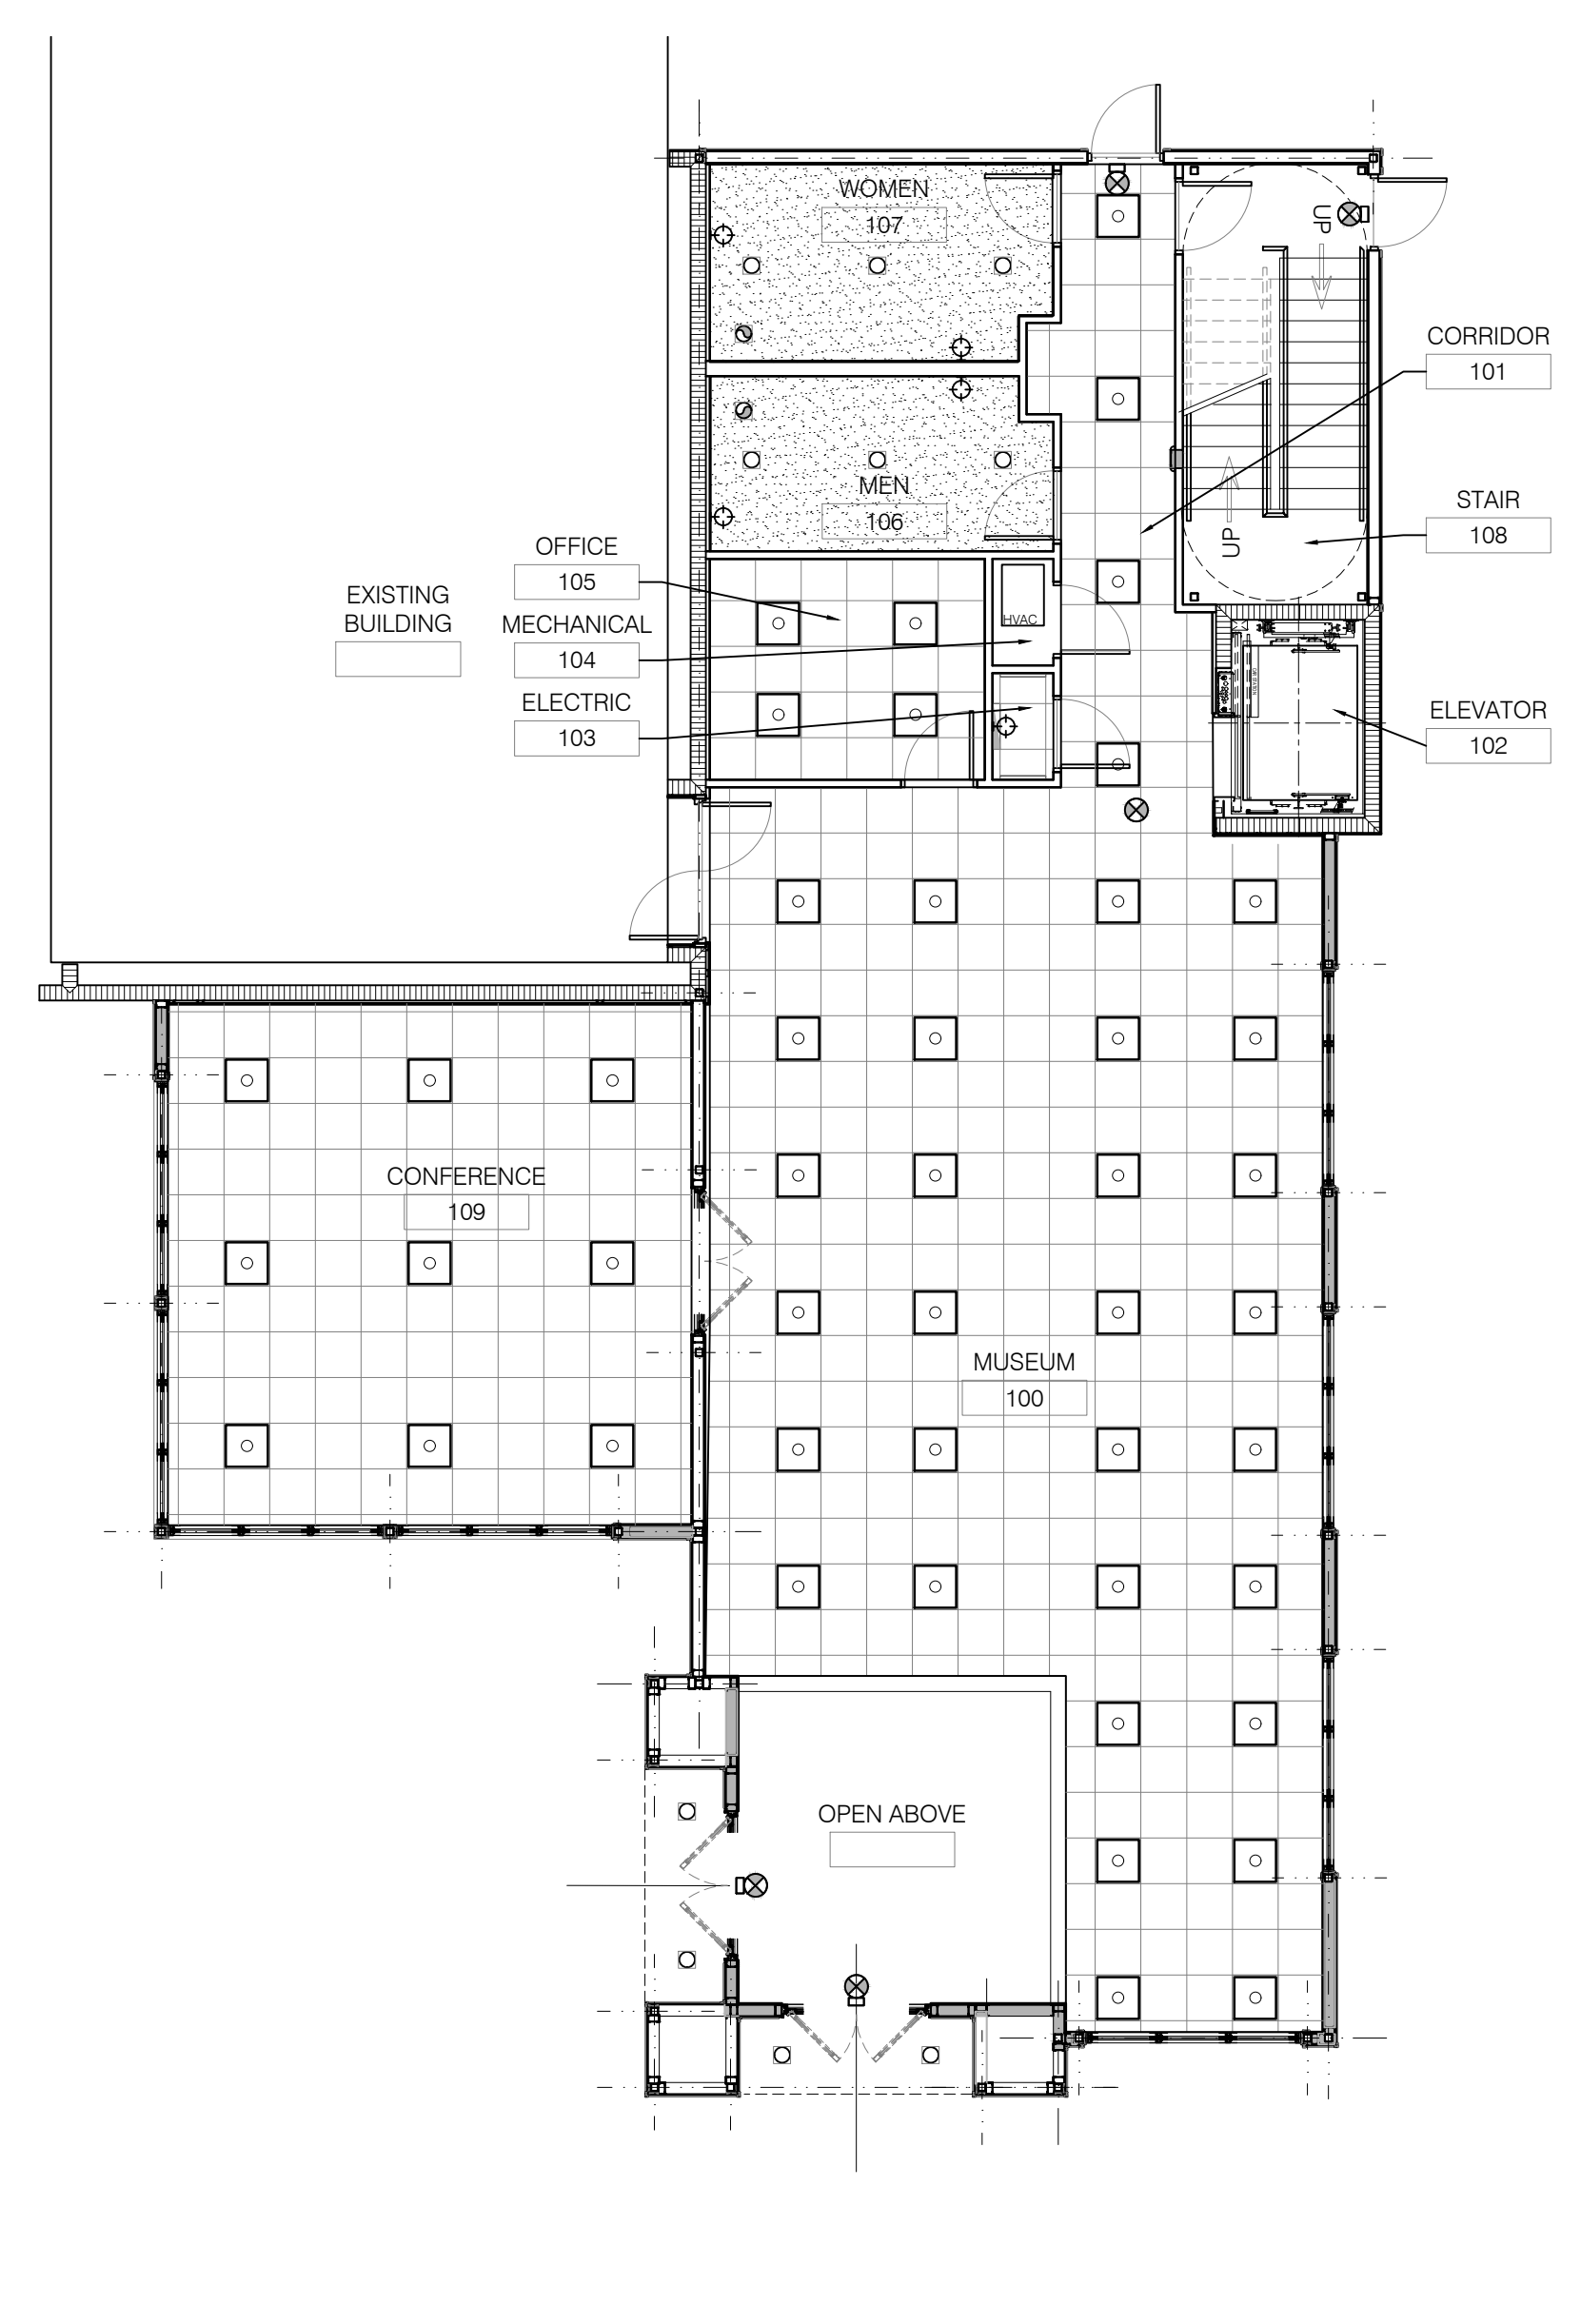 WOMEN
107
UP
CORRIDOR
101
MEN
106
STAIR
108
UP
OFFICE
105
EXISTING
BUILDING
MECHANICAL
104
HVAC
ELECTRIC
103
ELEVATOR
102
CONFERENCE
109
MUSEUM
100
OPEN ABOVE